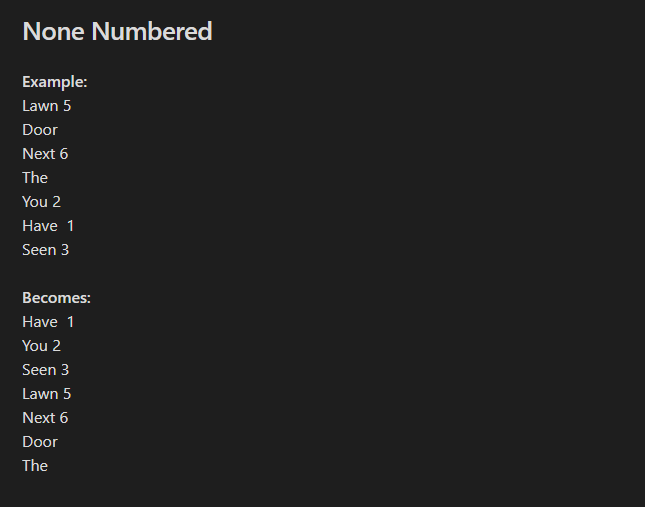 None Numbered
Example:
Lawn 5
Door
Next 6
The
You 2
Have  1
Seen 3
Becomes:
Have  1
You 2
Seen 3
Lawn 5
Next 6
Door
The